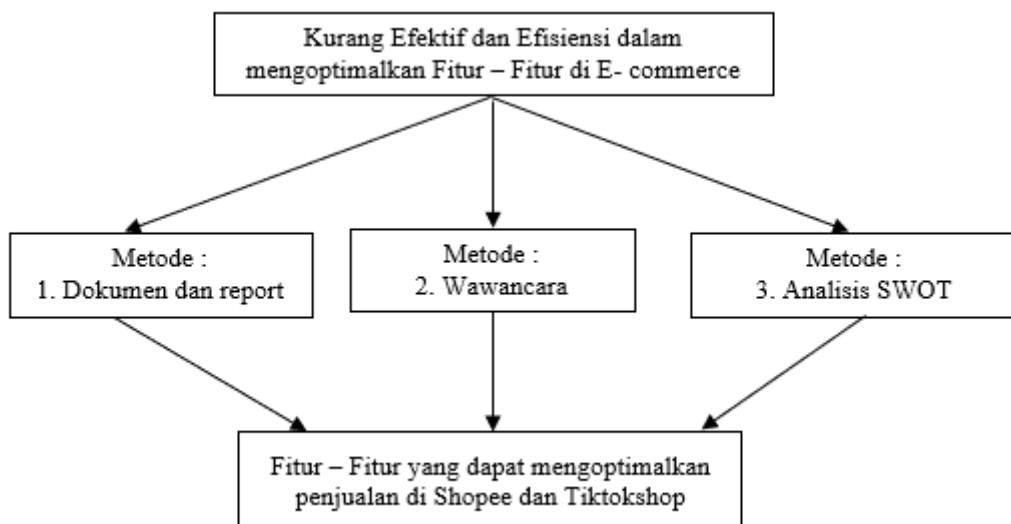 Kurang Efektif dan Efisiensi dalam
mengoptimalkan Fitur – Fitur di E- commerce
Metode :
1. Dokumen dan report
Metode :
2. Wawancara
Metode :
3. Analisis SWOT
Fitur – Fitur yang dapat mengoptimalkan
penjualan di Shopee dan Tiktokshop